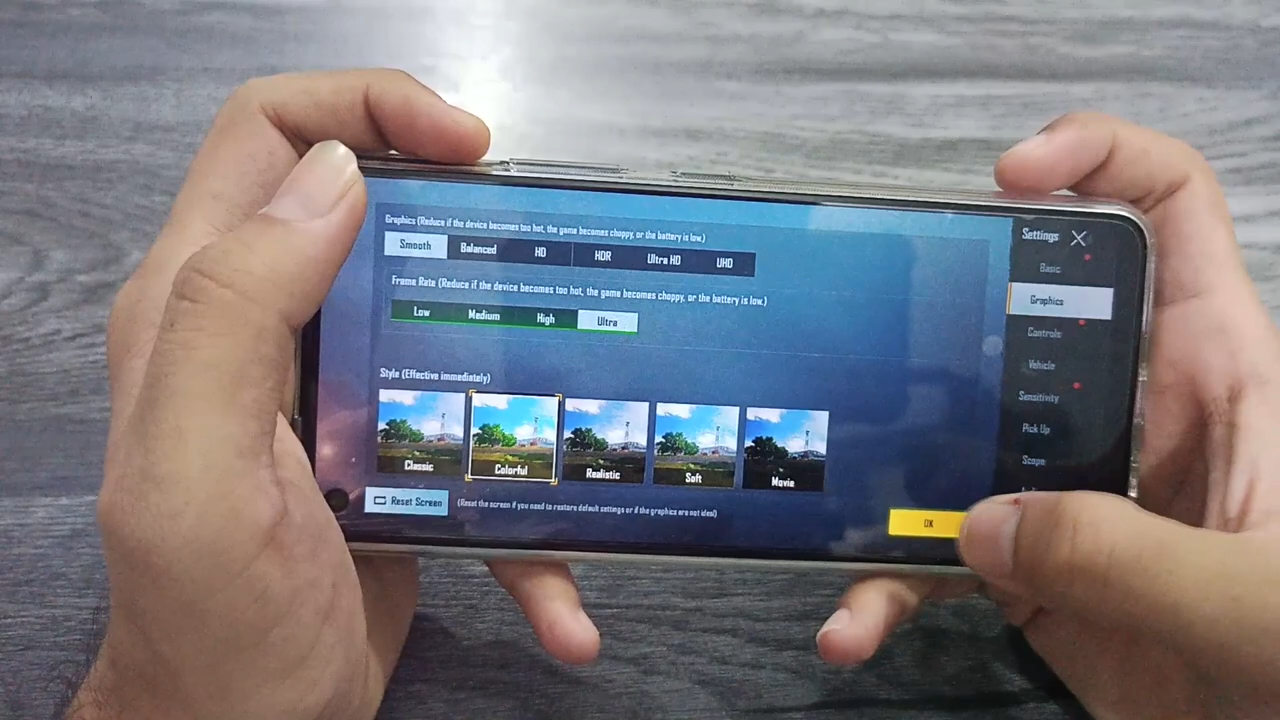 Graphics (Reduce if the device becomes too hot, the game becomes choppy, or the battery is low.)
Smooth Balanced HD HDR Ultra HD UHD
Frame Rate (Reduce if the device becomes too hot, the game becomes choppy, or the battery is low.)
Low Medium High Ultra
Style (Effective immediately)
Classic Colorful Realistic Soft Movie
Reset Screen (Reset the screen if you need to restore default settings or if the graphics are not ideal)
OK
Settings
Basic
Graphics
Controls
Vehicle
Sensitivity
Pick Up
Scope